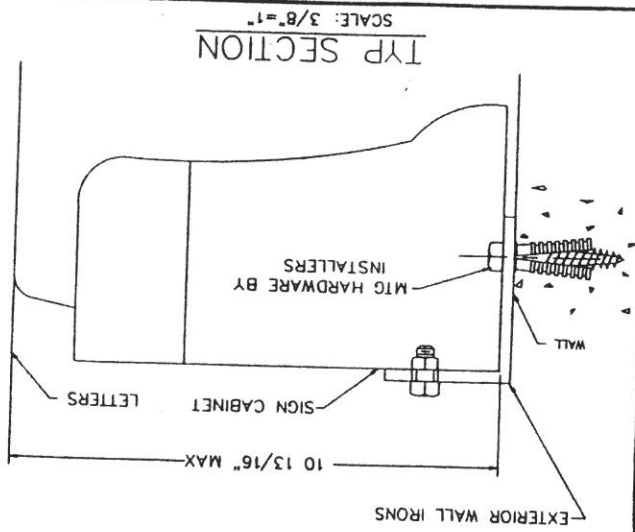 EXTERIOR WALL IRONS
10 13/16" MAX
SIGN CABINET
LETTERS
WALL
MTG HARDWARE BY
INSTALLERS
TYP SECTION
SCALE: 3/8"=1"